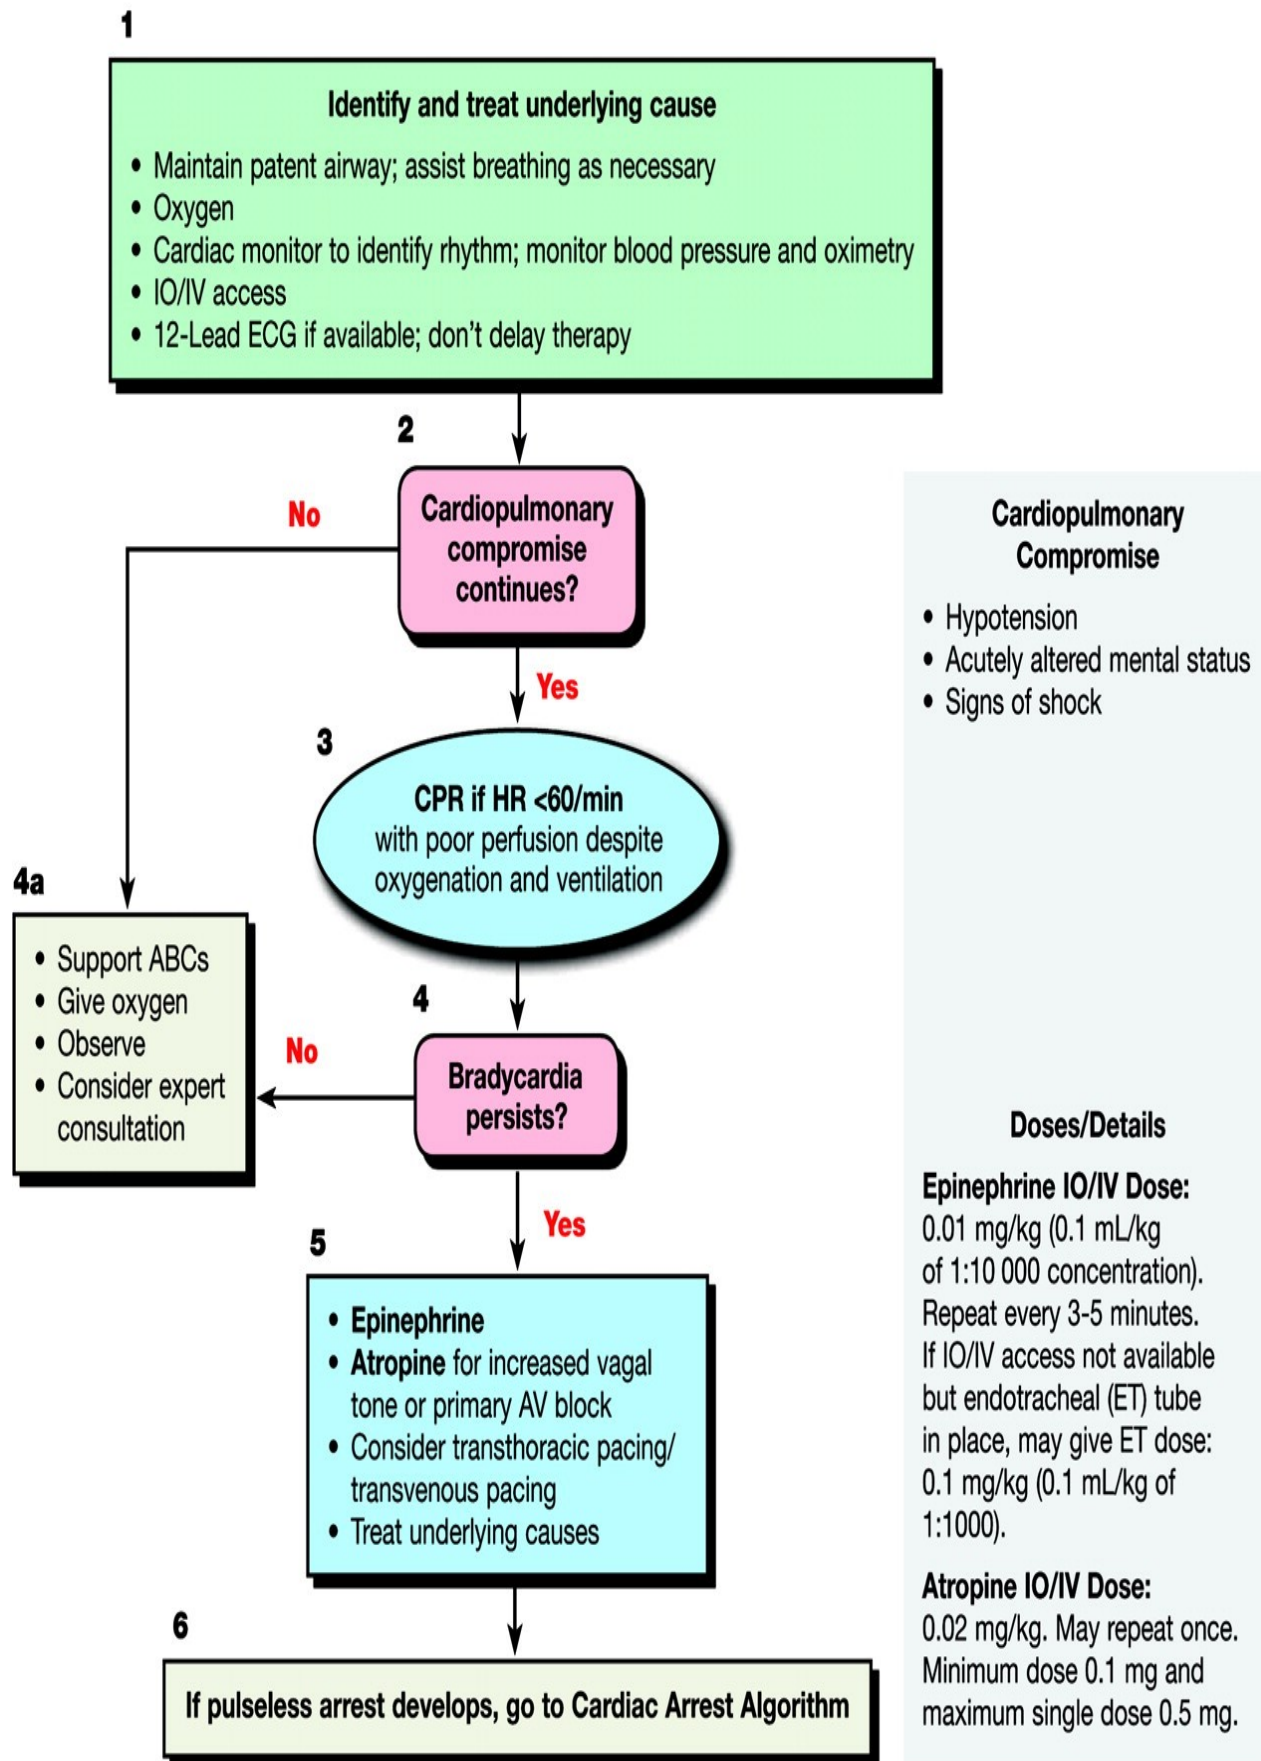 1
Identify and treat underlying cause
• Maintain patent airway; assist breathing as necessary
• Oxygen
• Cardiac monitor to identify rhythm; monitor blood pressure and oximetry
• IO/IV access
• 12-Lead ECG if available; don't delay therapy
2
Cardiopulmonary
compromise
continues?
No
Yes
3
CPR if HR <60/min
with poor perfusion despite
oxygenation and ventilation
4a
• Support ABCs
• Give oxygen
• Observe
• Consider expert
consultation
4
Bradycardia
persists?
No
Yes
5
• Epinephrine
• Atropine for increased vagal
tone or primary AV block
• Consider transthoracic pacing/
transvenous pacing
• Treat underlying causes
6
If pulseless arrest develops, go to Cardiac Arrest Algorithm
Cardiopulmonary
Compromise
• Hypotension
• Acutely altered mental status
• Signs of shock
Doses/Details
Epinephrine IO/IV Dose:
0.01 mg/kg (0.1 mL/kg
of 1:10 000 concentration).
Repeat every 3-5 minutes.
If IO/IV access not available
but endotracheal (ET) tube
in place, may give ET dose:
0.1 mg/kg (0.1 mL/kg of
1:1000).
Atropine IO/IV Dose:
0.02 mg/kg. May repeat once.
Minimum dose 0.1 mg and
maximum single dose 0.5 mg.